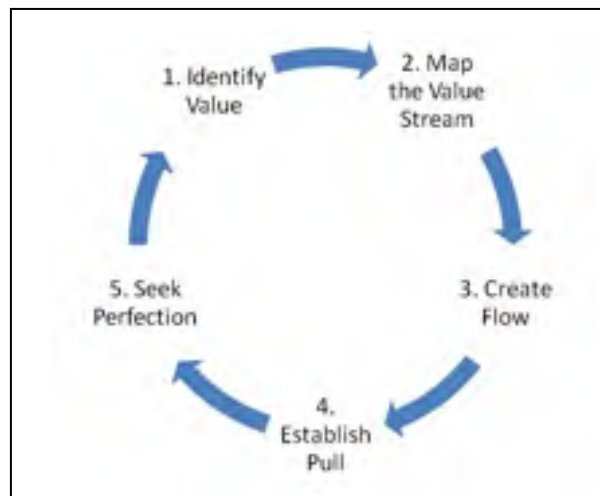 1. Identify
Value
2. Map
the Value
Stream
3. Create
Flow
4.
Establish
Pull
5. Seek
Perfection